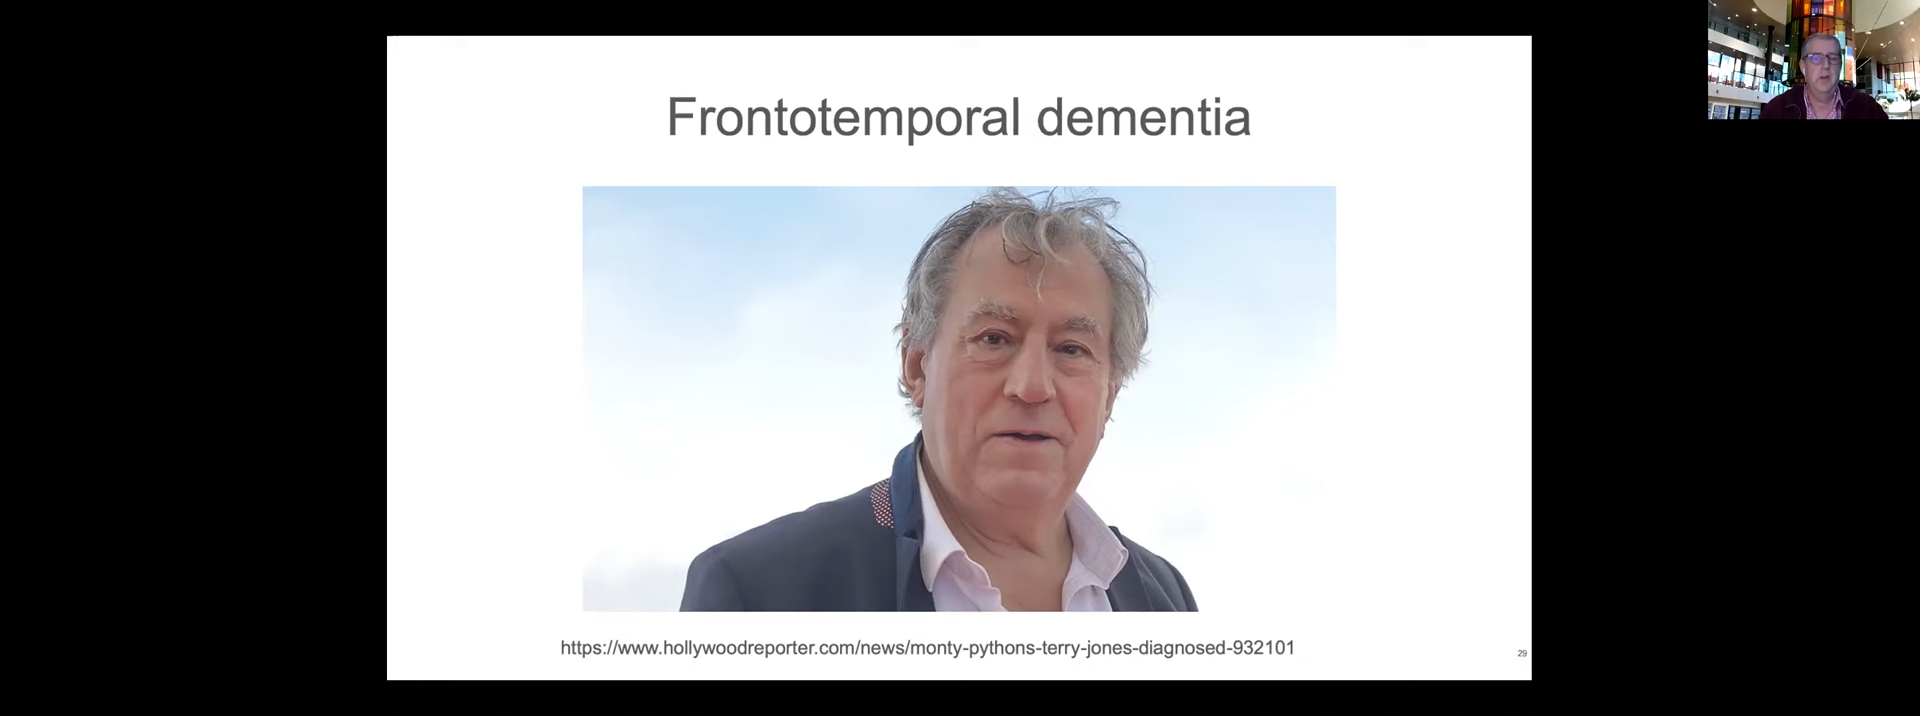 Frontotemporal dementia
https://www.hollywoodreporter.com/news/monty-pythons-terry-jones-diagnosed-932101
29